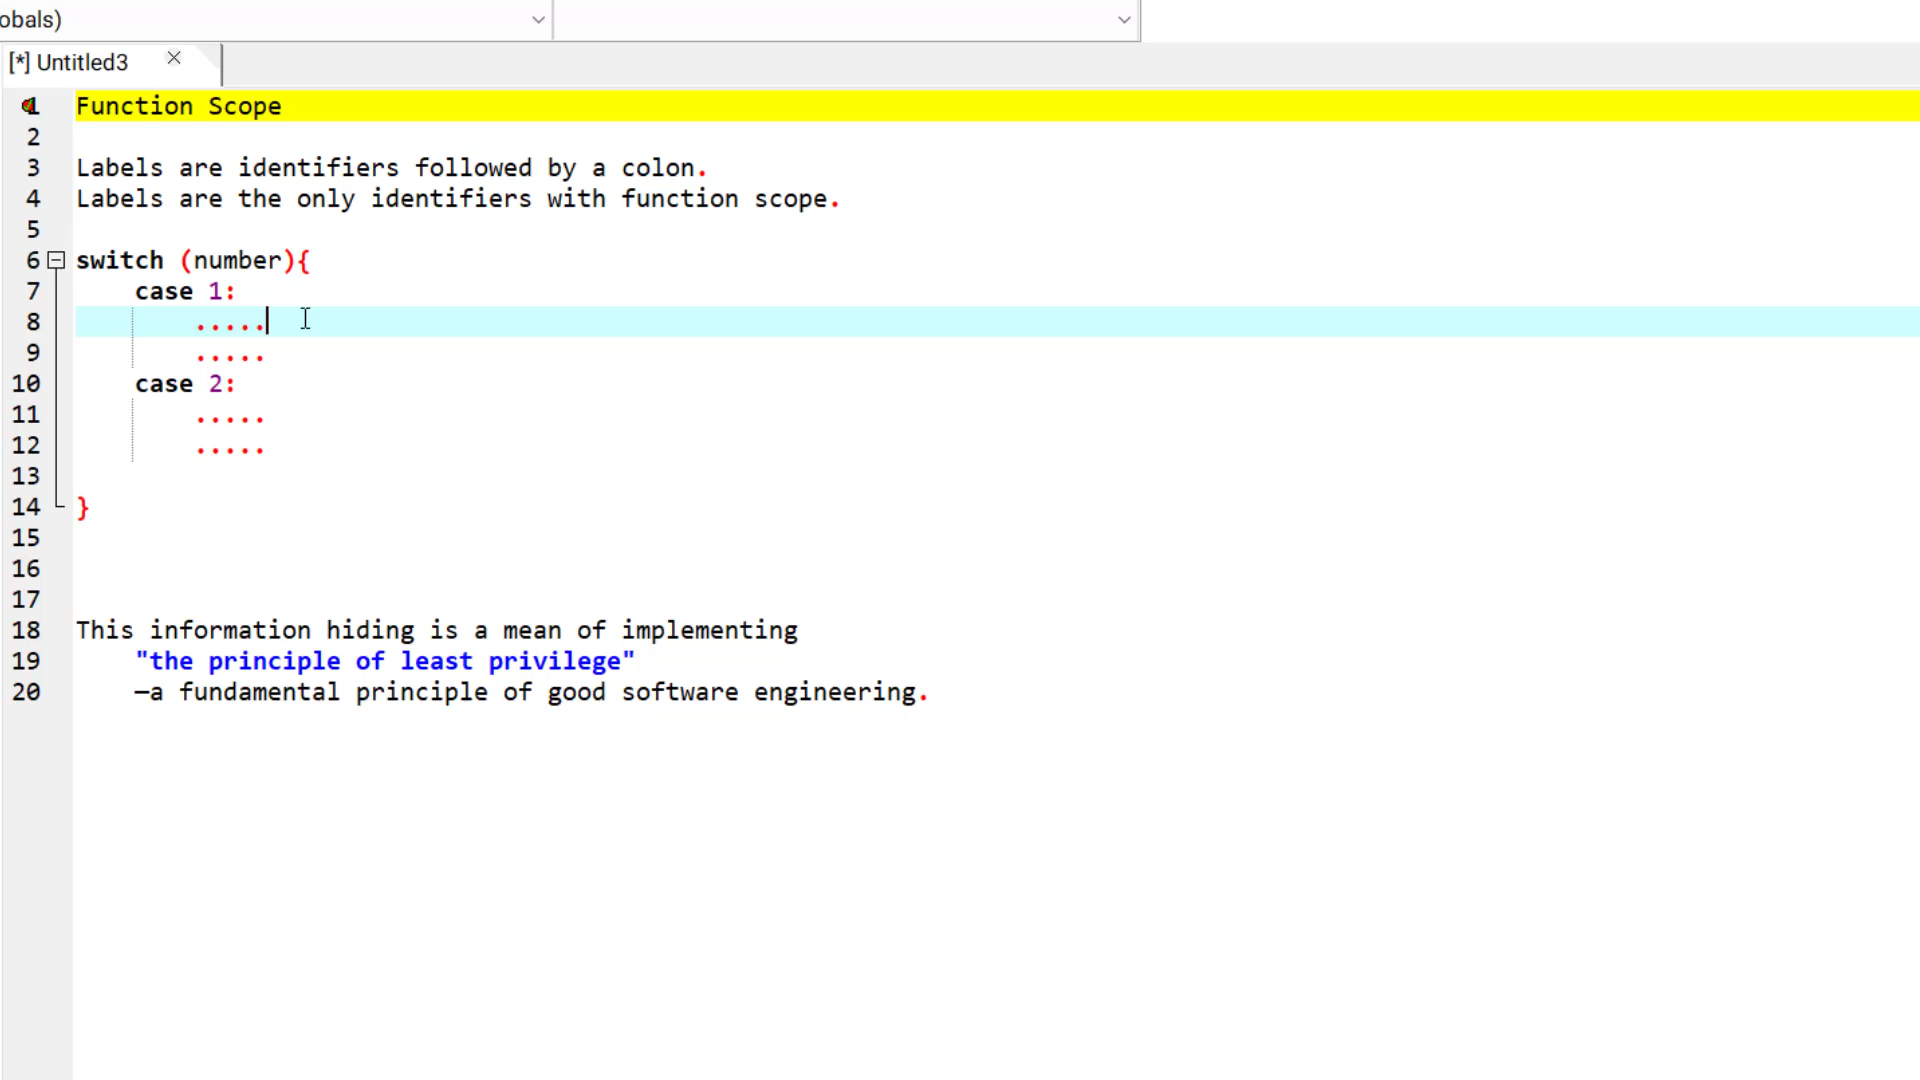 obals)
[*] Untitled3
1 Function Scope
2
3 Labels are identifiers followed by a colon.
4 Labels are the only identifiers with function scope.
5
6 switch (number){
7 case 1:
8 .....
9 .....
10 case 2:
11 .....
12 .....
13
14 }
15
16
17
18 This information hiding is a mean of implementing
19 "the principle of least privilege"
20 —a fundamental principle of good software engineering.